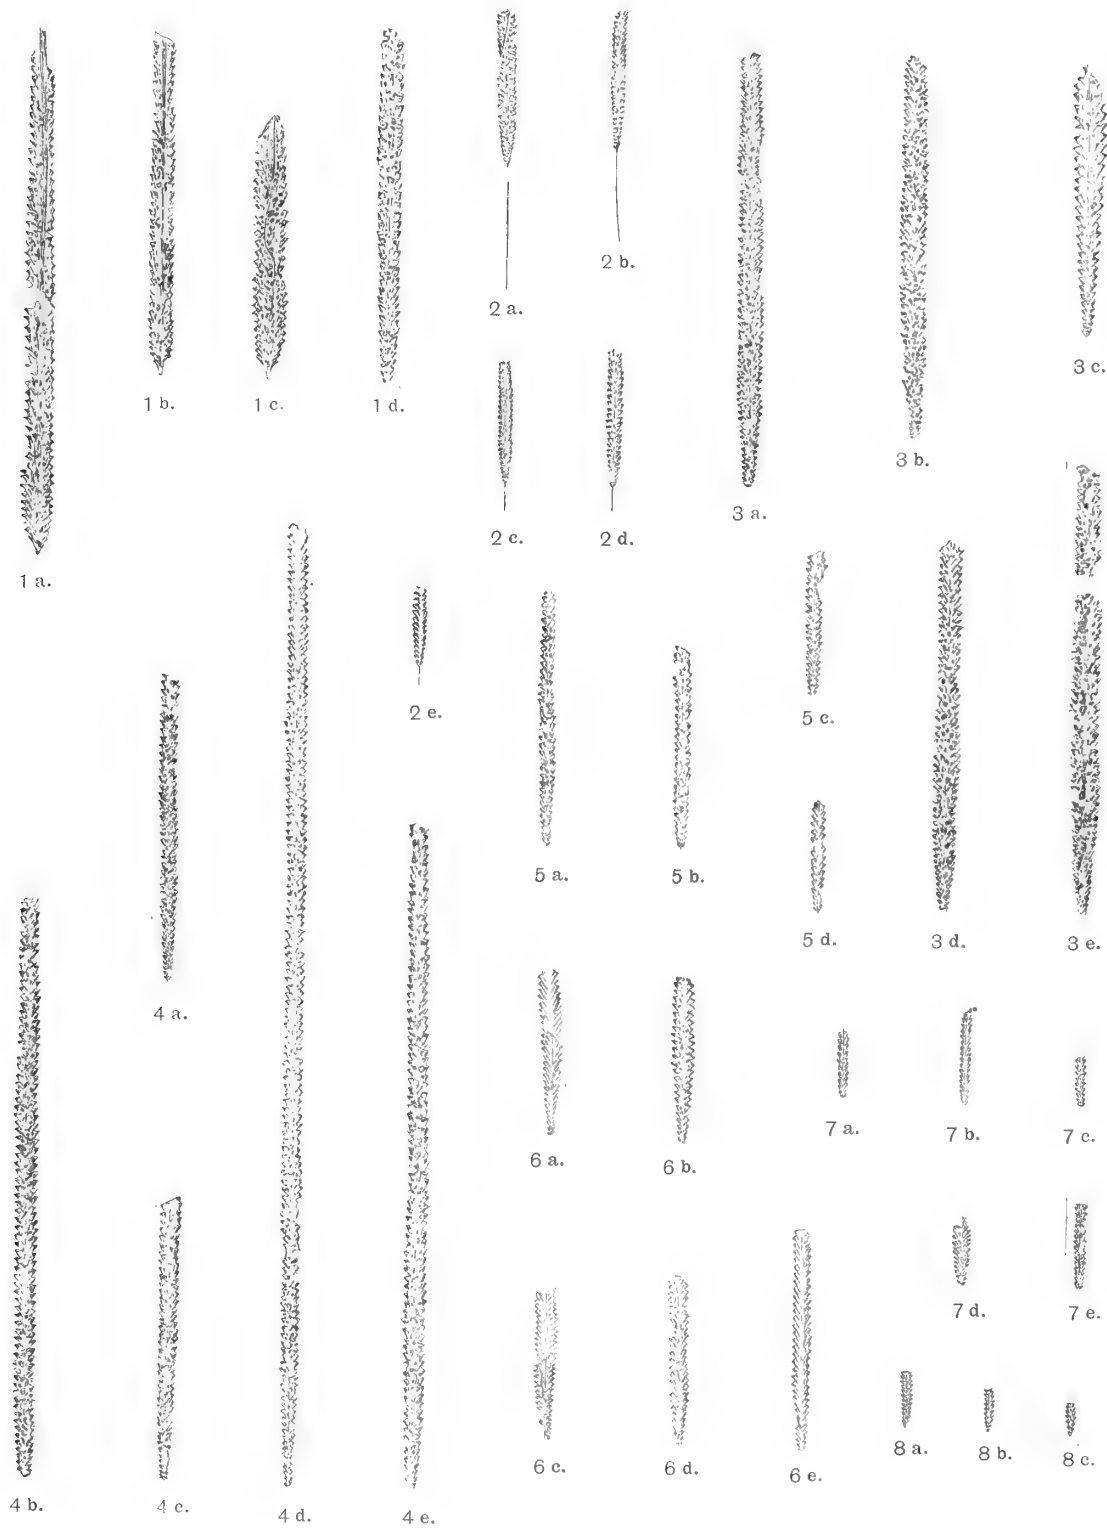 2 b.
2 a.
3 c.
1 b.
1 c.
1 d.
3 b.
3 a.
2 c.
2 d.
1 a.
2 e.
5 c.
5 a.
5 b.
5 d.
3 d.
3 e.
4 a.
7 a.
7 b.
7 c.
6 a.
6 b.
7 d.
7 e.
8 a.
8 b.
8 c.
6 c.
6 d.
6 e.
4 b.
4 c.
4 d.
4 e.